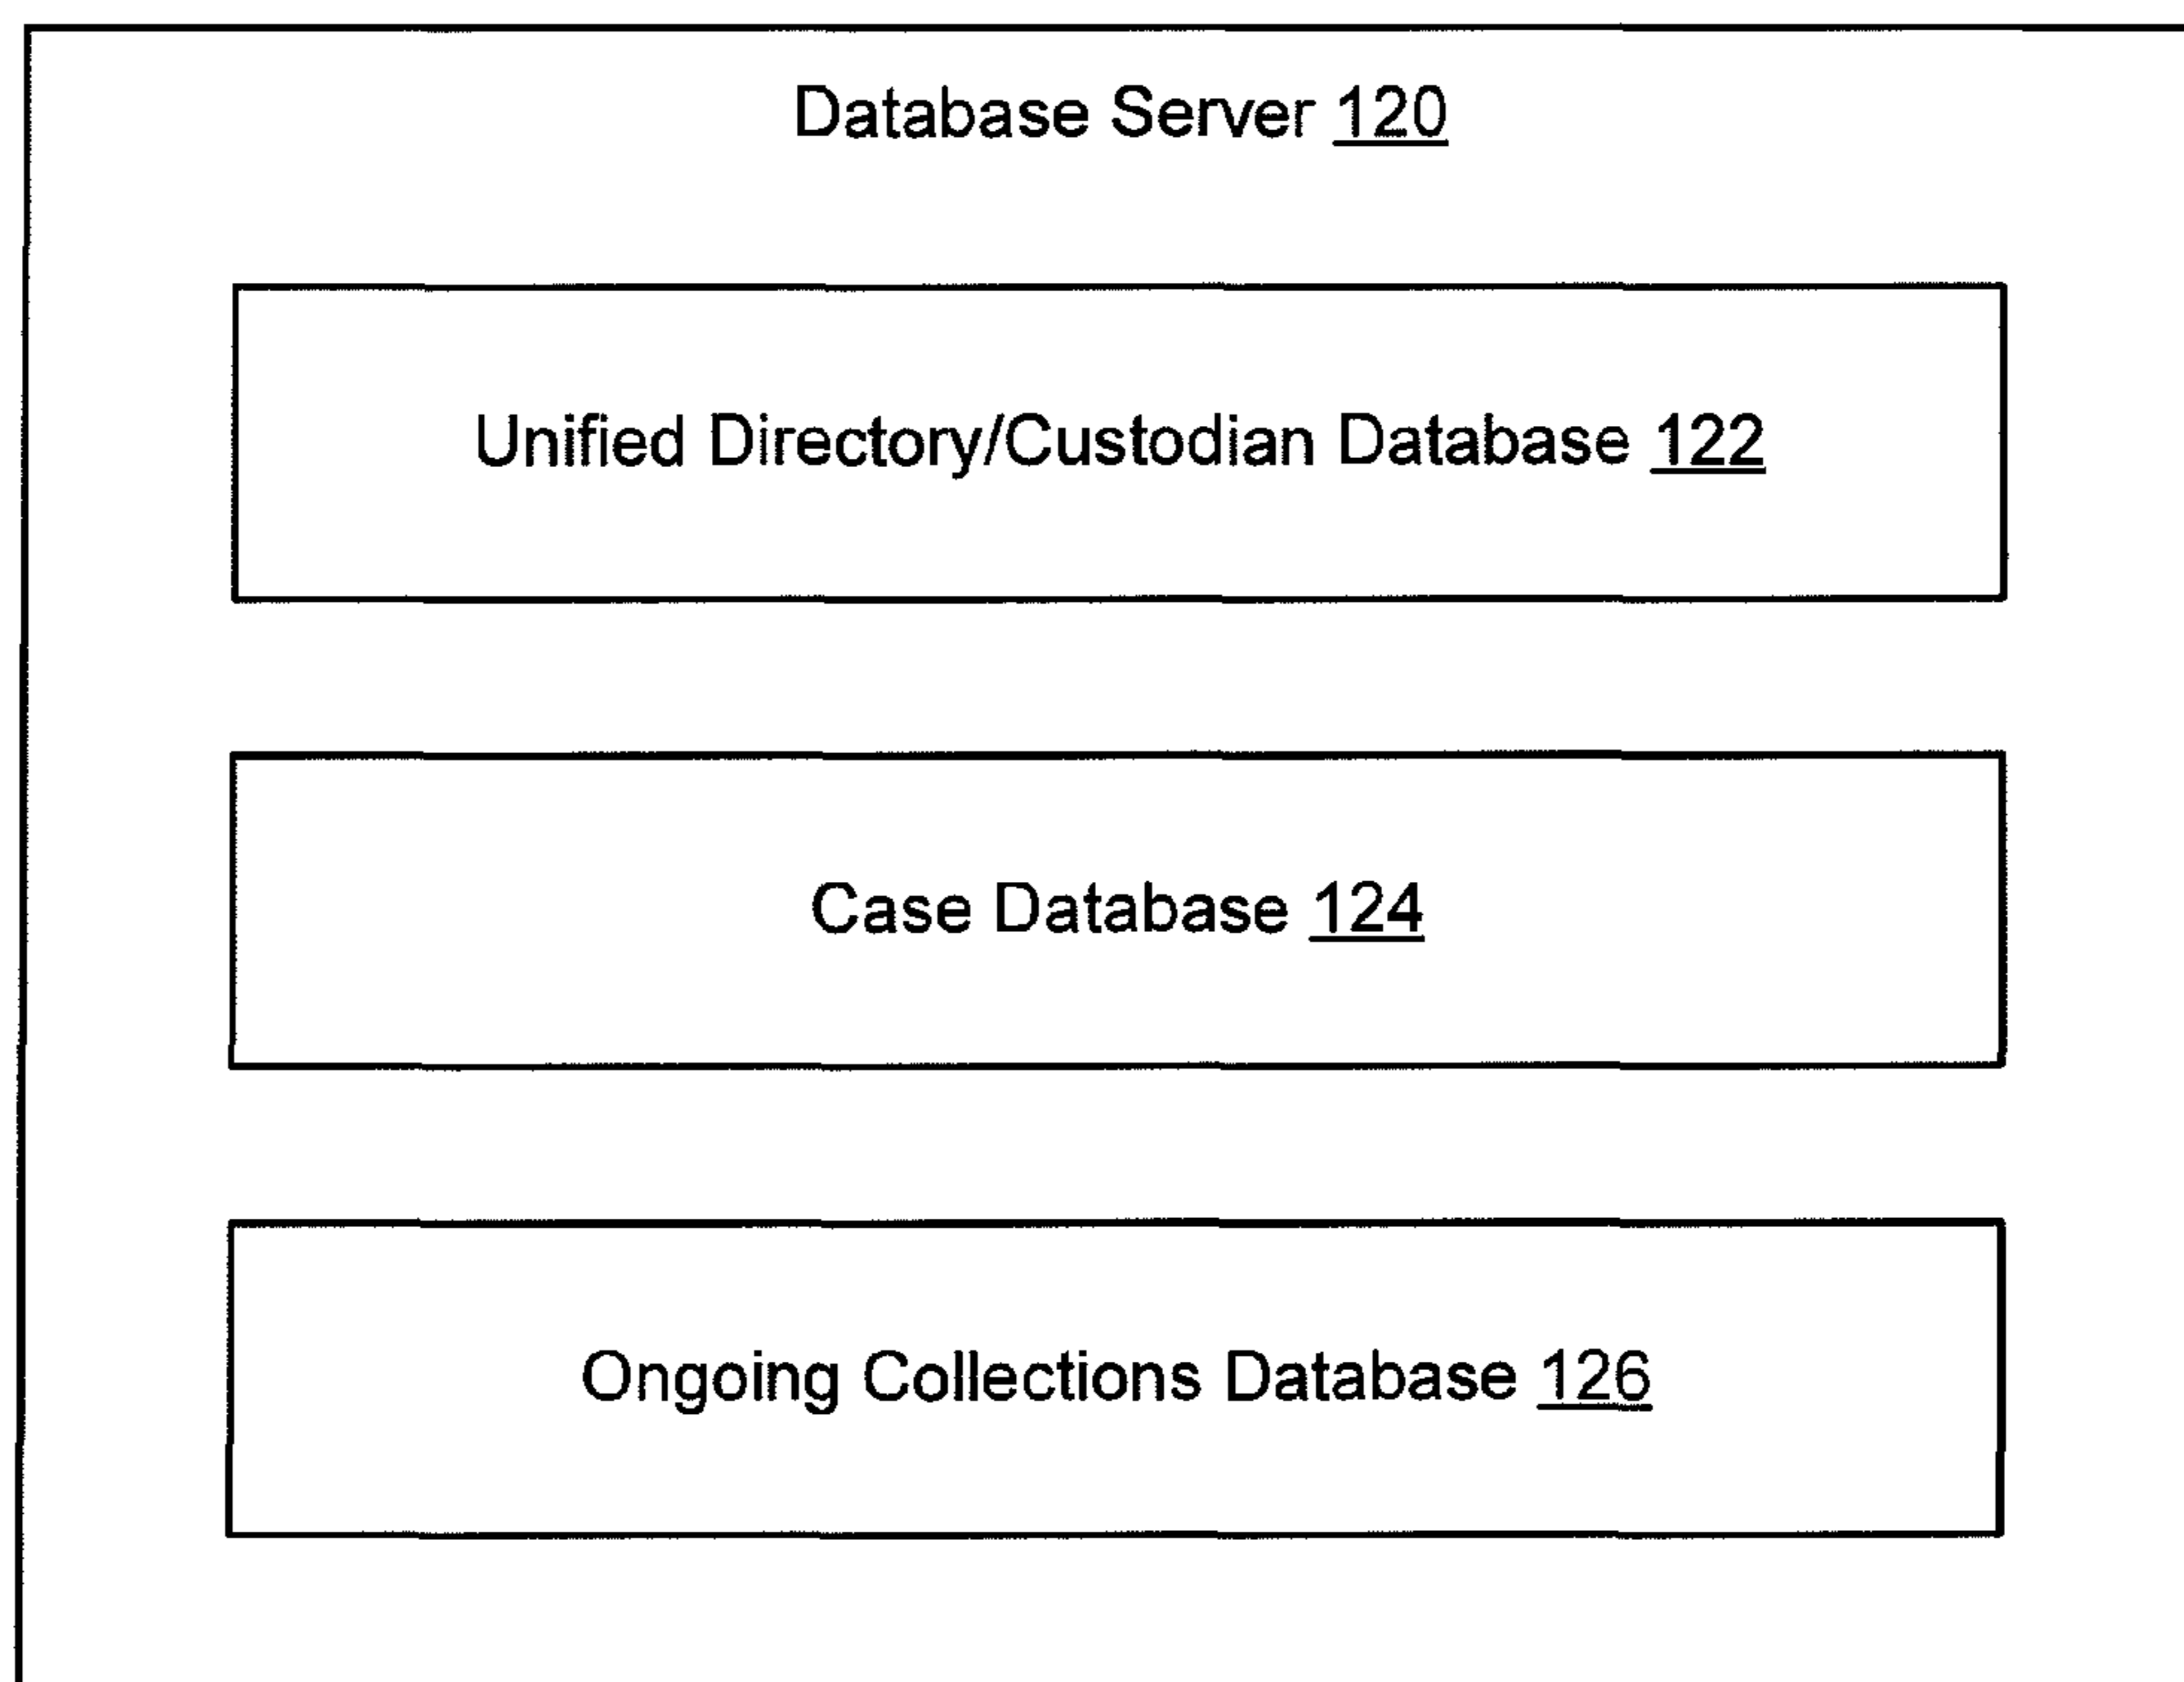 Database Server 120
Unified Directory/Custodian Database 122
Case Database 124
Ongoing Collections Database 126